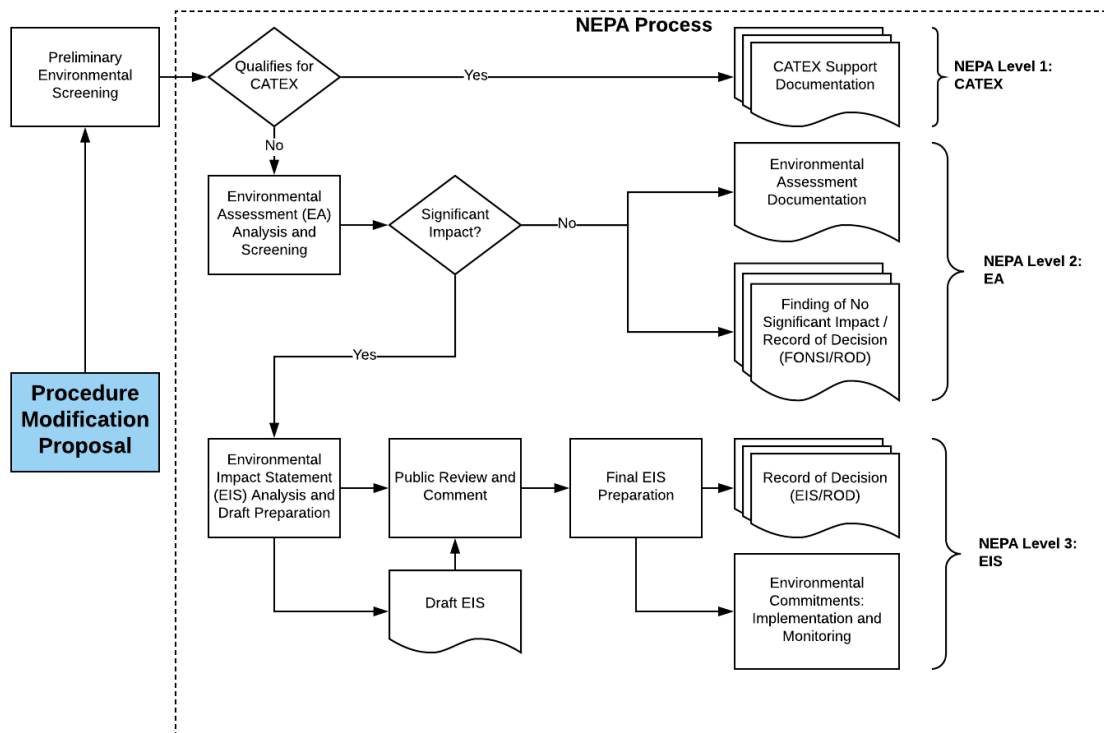 NEPA Process
Preliminary
Environmental
Screening
Qualifies for
CATEX
Yes
CATEX Support
Documentation
NEPA Level 1:
CATEX
No
Environmental
Assessment (EA)
Analysis and
Screening
Significant
Impact?
No
Environmental
Assessment
Documentation
Finding of No
Significant Impact /
Record of Decision
(FONSI/ROD)
NEPA Level 2:
EA
Yes
Procedure
Modification
Proposal
Environmental
Impact Statement
(EIS) Analysis and
Draft Preparation
Public Review and
Comment
Final EIS
Preparation
Record of Decision
(EIS/ROD)
NEPA Level 3:
EIS
Draft EIS
Environmental
Commitments:
Implementation and
Monitoring